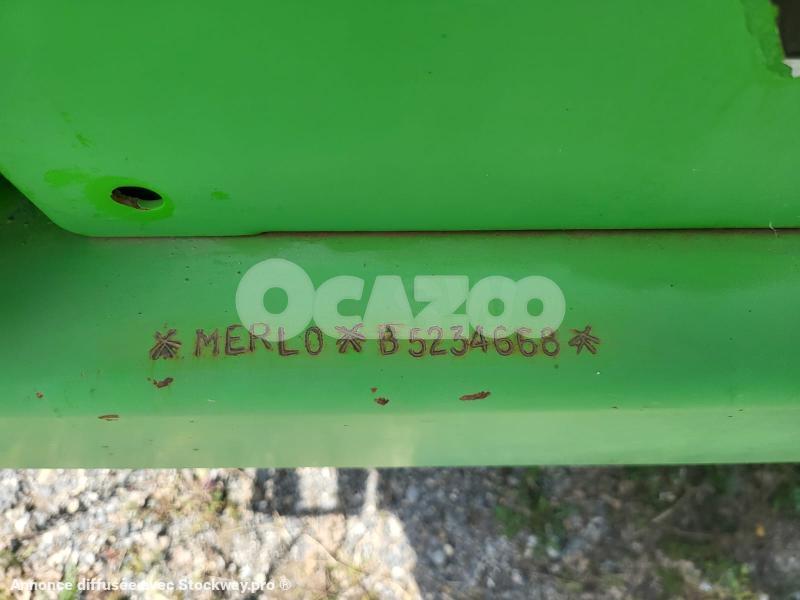 OCAZOO
* MERLO * B5234668 *
Annonce diffusée avec Stockway.pro ®